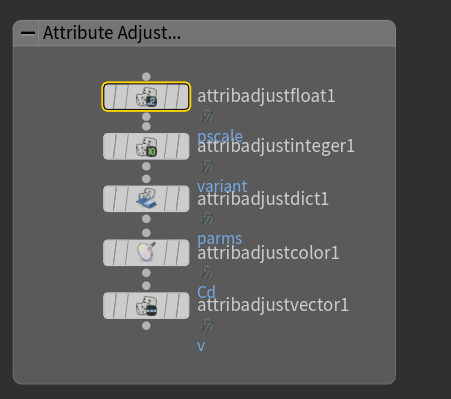 Attribute Adjust...
attribadjustfloat1
pscale
attribadjustinteger1
variant
attribadjustdict1
parms
attribadjustcolor1
Cd
attribadjustvector1
v